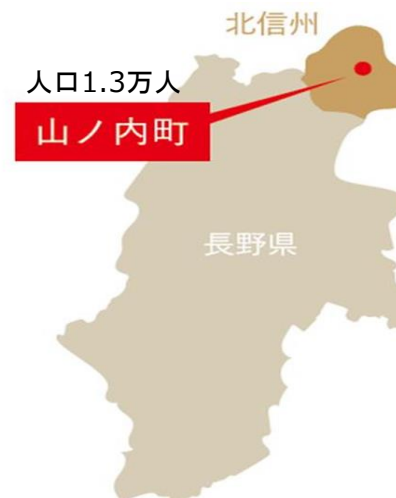 北信州
人口1.3万人
山ノ内町
長野県